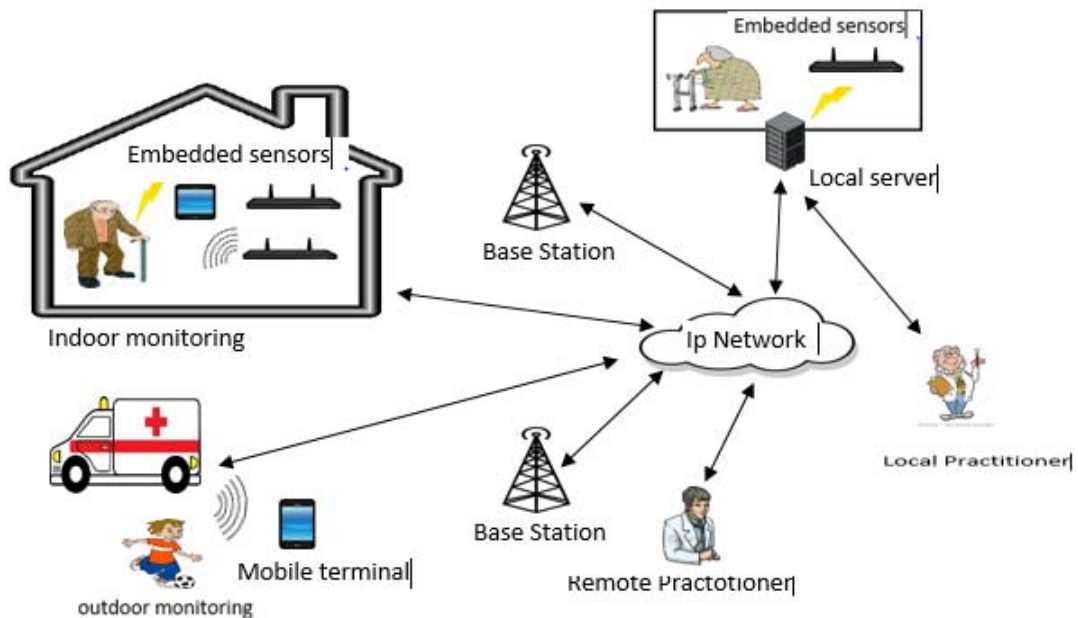 Embedded sensors
Embedded sensors
Local server
Base Station
Indoor monitoring
Ip Network
Local Practitioner
Base Station
Mobile terminal
Remote Practotioner
outdoor monitoring